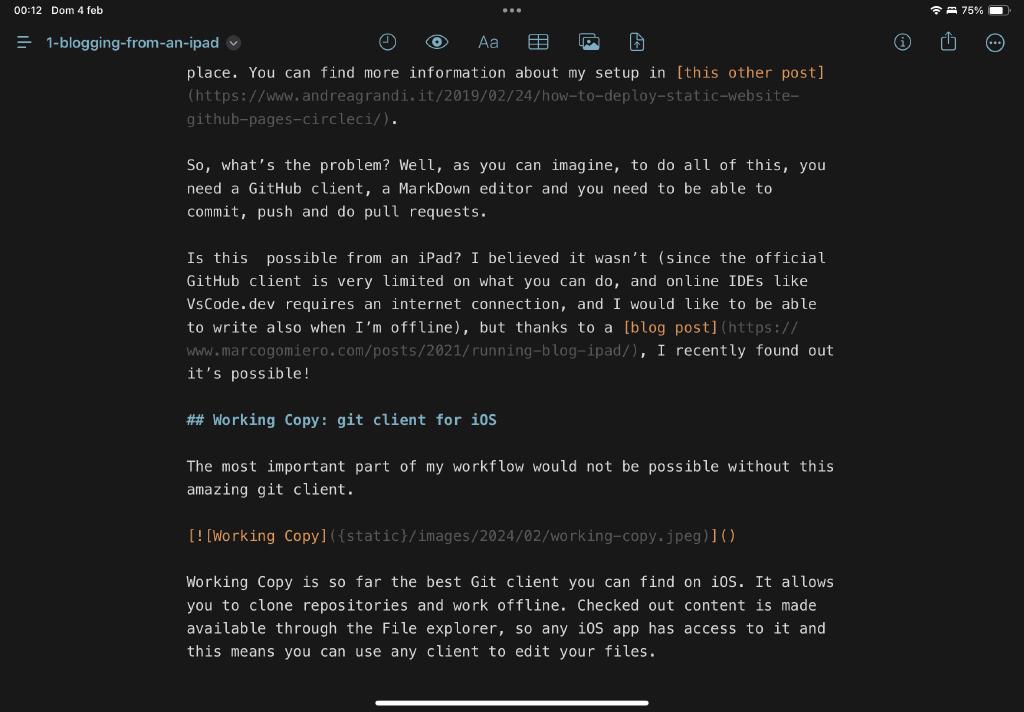 00:12 Dom 4 feb
75%
1-blogging-from-an-ipad
Aa
place. You can find more information about my setup in [this other post]
(https://www.andreagrandi.it/2019/02/24/how-to-deploy-static-website-
github-pages-circleci/).
So, what’s the problem? Well, as you can imagine, to do all of this, you
need a GitHub client, a MarkDown editor and you need to be able to
commit, push and do pull requests.
Is this  possible from an iPad? I believed it wasn’t (since the official
GitHub client is very limited on what you can do, and online IDEs like
VsCode.dev requires an internet connection, and I would like to be able
to write also when I’m offline), but thanks to a [blog post](https://
www.marcogomiero.com/posts/2021/running-blog-ipad/), I recently found out
it’s possible!
## Working Copy: git client for iOS
The most important part of my workflow would not be possible without this
amazing git client.
[![Working Copy]({static}/images/2024/02/working-copy.jpeg)]()
Working Copy is so far the best Git client you can find on iOS. It allows
you to clone repositories and work offline. Checked out content is made
available through the File explorer, so any iOS app has access to it and
this means you can use any client to edit your files.